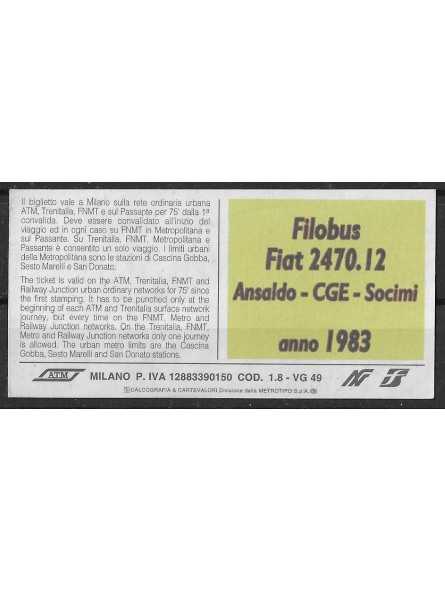 Il biglietto vale a Milano sulla rete ordinaria urbana
ATM, Trenitalia, FNMT e sul Passante per 75' dalla 1ª
convalida. Deve essere convalidato all'inizio del
viaggio ed in ogni caso su FNMT in Metropolitana e
sul Passante. Su Trenitalia, FNMT, Metropolitana e
Passante è consentito un solo viaggio. I limiti urbani
della Metropolitana sono le stazioni di Cascina Gobba,
Sesto Marelli e San Donato.
The ticket is valid on the ATM, Trenitalia, FNMT and
Railway Junction urban ordinary networks for 75' since
the first stamping. It has to be punched only at the
beginning of each ATM and Trenitalia surface network
journey, but every time on the FNMT, Metro and
Railway Junction networks. On the Trenitalia, FNMT,
Metro and Railway Junction networks only one journey
is allowed. The urban metro limits are the Cascina
Gobba, Sesto Marelli and San Donato stations.
Filobus
Fiat 2470.12
Ansaldo - CGE - Socimi
anno 1983
ATM MILANO P. IVA 12883390150 COD. 1.8 - VG 49
CALCOGRAFIA & CARTEVALORI Divisione della METROTIPO S.p.A.